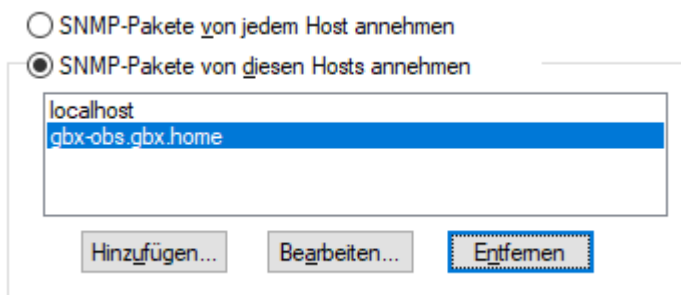 SNMP-Pakete von jedem Host annehmen
SNMP-Pakete von diesen Hosts annehmen
localhost
gbx-obs.gbx.home
Hinzufügen... Bearbeiten... Entfernen